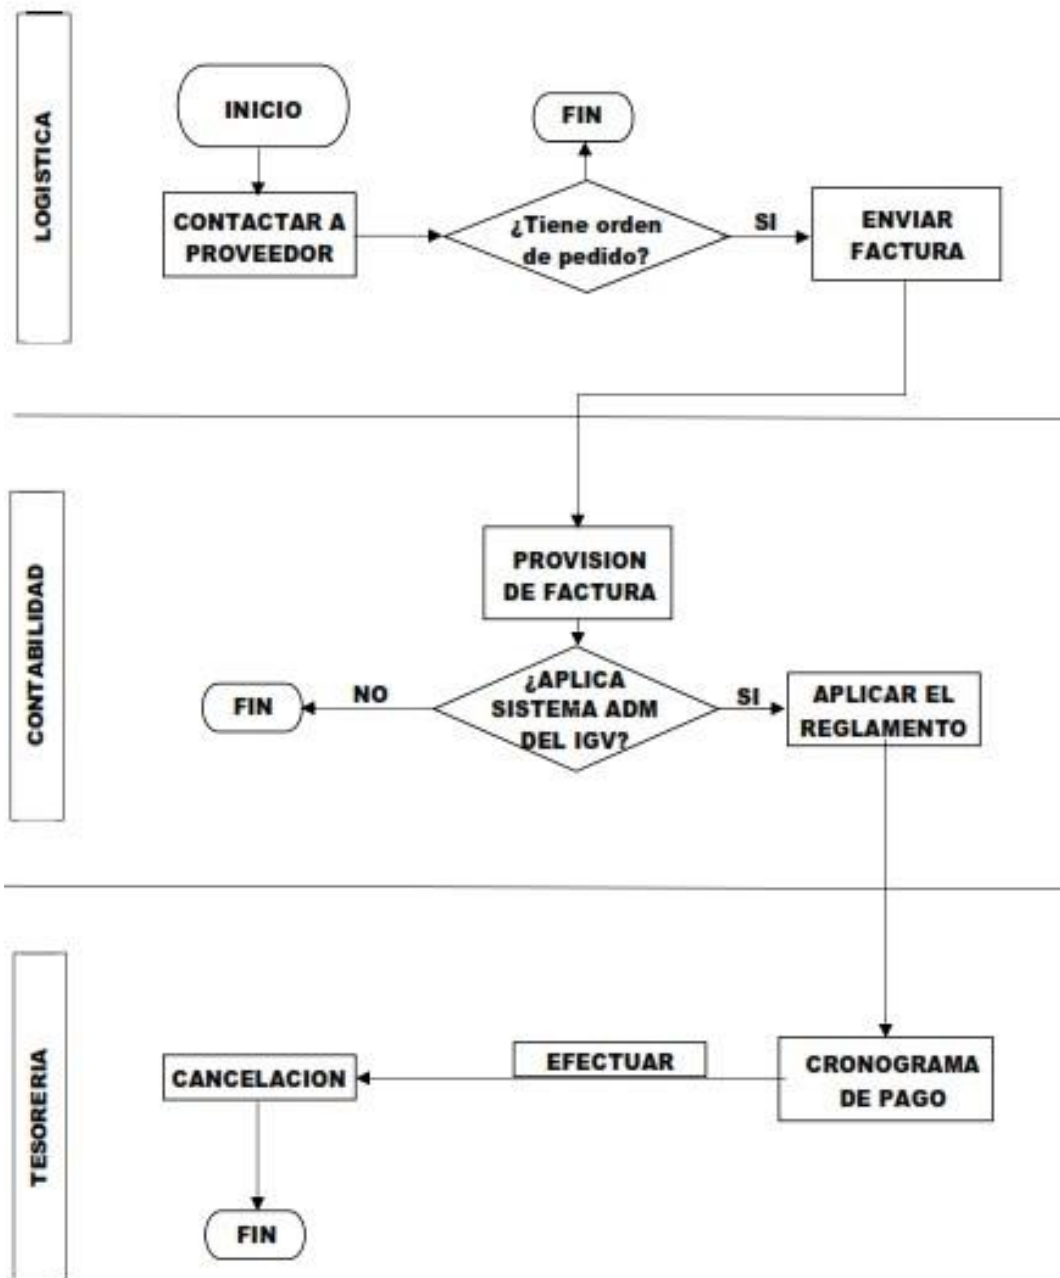 LOGISTICA
INICIO
FIN
CONTACTAR A
PROVEEDOR
¿Tiene orden
de pedido?
SI
ENVIAR
FACTURA
CONTABILIDAD
PROVISION
DE FACTURA
¿APLICA
SISTEMA ADM
DEL IGV?
NO
FIN
SI
APLICAR EL
REGLAMENTO
TESORERIA
CRONOGRAMA
DE PAGO
EFECTUAR
CANCELACION
FIN